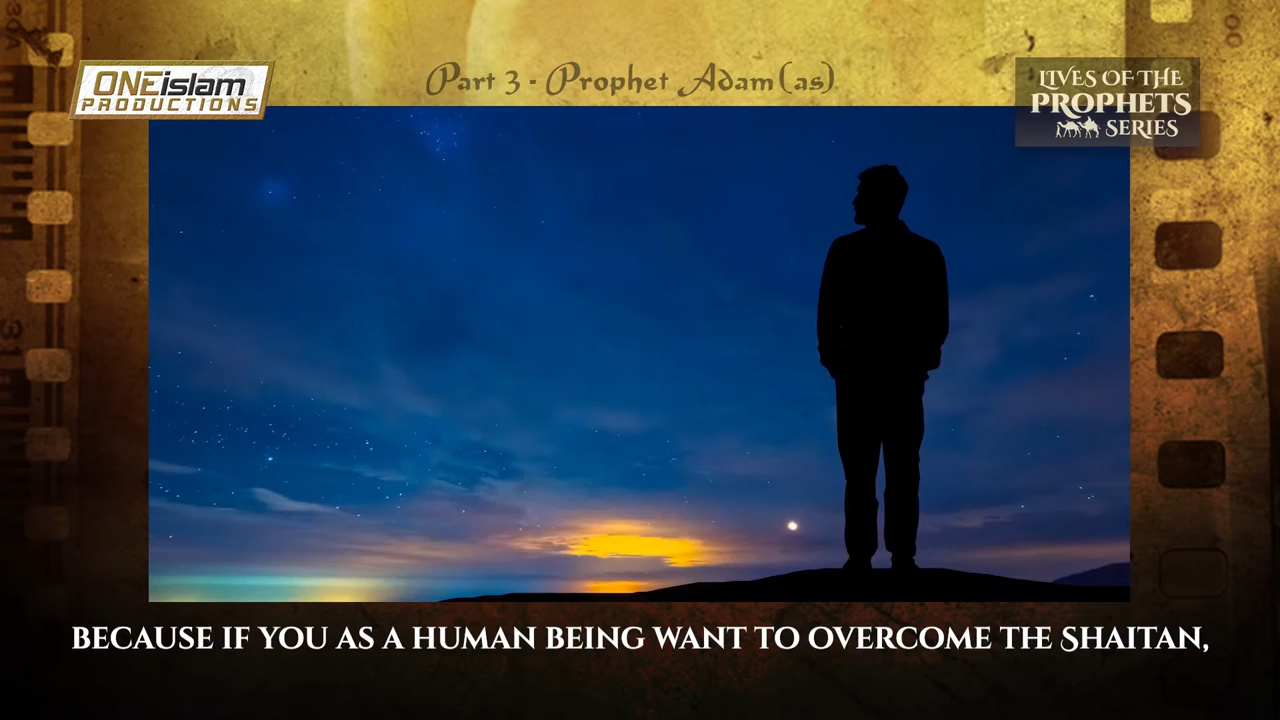 Part 3 - Prophet Adam (as)
ONEislam
PRODUCTIONS
LIVES OF THE
PROPHETS
SERIES
BECAUSE IF YOU AS A HUMAN BEING WANT TO OVERCOME THE SHAITAN,